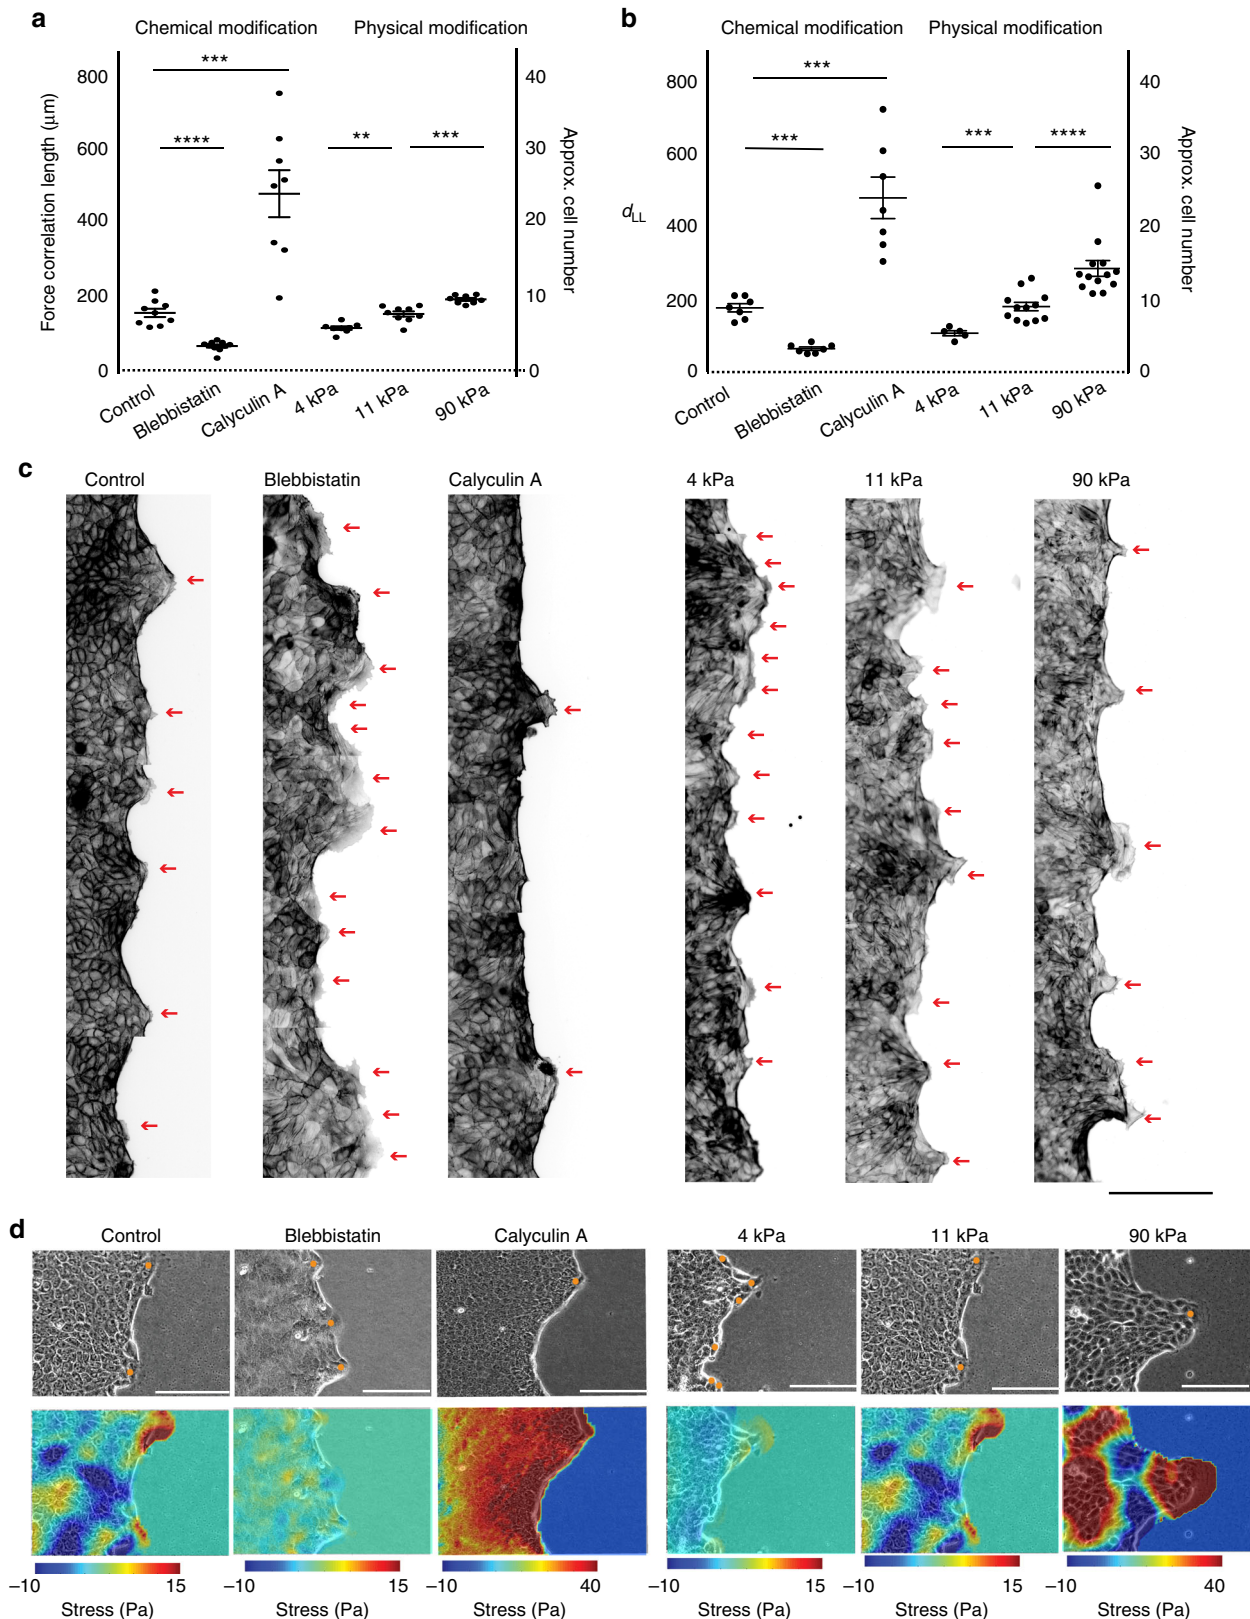 a
Chemical modification
Physical modification
Force correlation length (µm)
800
600
400
200
0
***
****
**
***
40
30
20
10
0
Approx. cell number
Control
Blebbistatin
Calyculin A
4 kPa
11 kPa
90 kPa
b
Chemical modification
Physical modification
dLL
800
600
400
200
0
***
***
***
****
40
30
20
10
0
Approx. cell number
Control
Blebbistatin
Calyculin A
4 kPa
11 kPa
90 kPa
c
Control
Blebbistatin
Calyculin A
4 kPa
11 kPa
90 kPa
d
Control
Blebbistatin
Calyculin A
4 kPa
11 kPa
90 kPa
–10 15
Stress (Pa)
–10 15
Stress (Pa)
–10 40
Stress (Pa)
–10 15
Stress (Pa)
–10 15
Stress (Pa)
–10 40
Stress (Pa)